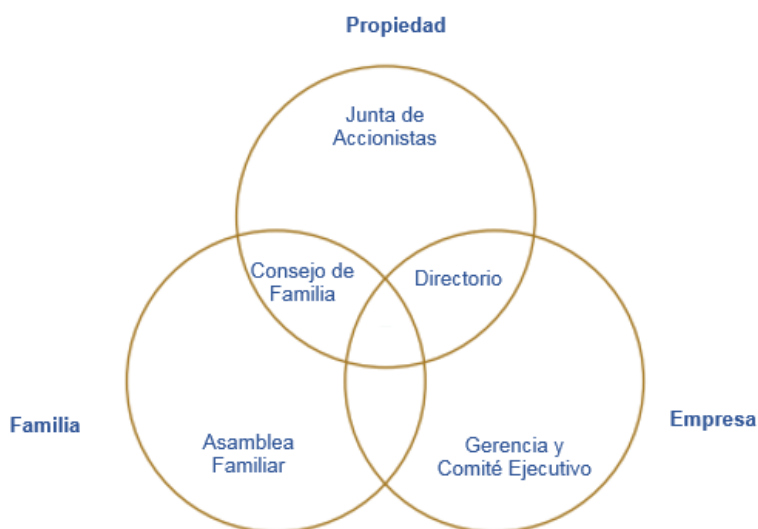 Propiedad
Junta de
Accionistas
Consejo de
Familia
Directorio
Familia
Empresa
Asamblea
Familiar
Gerencia y
Comité Ejecutivo